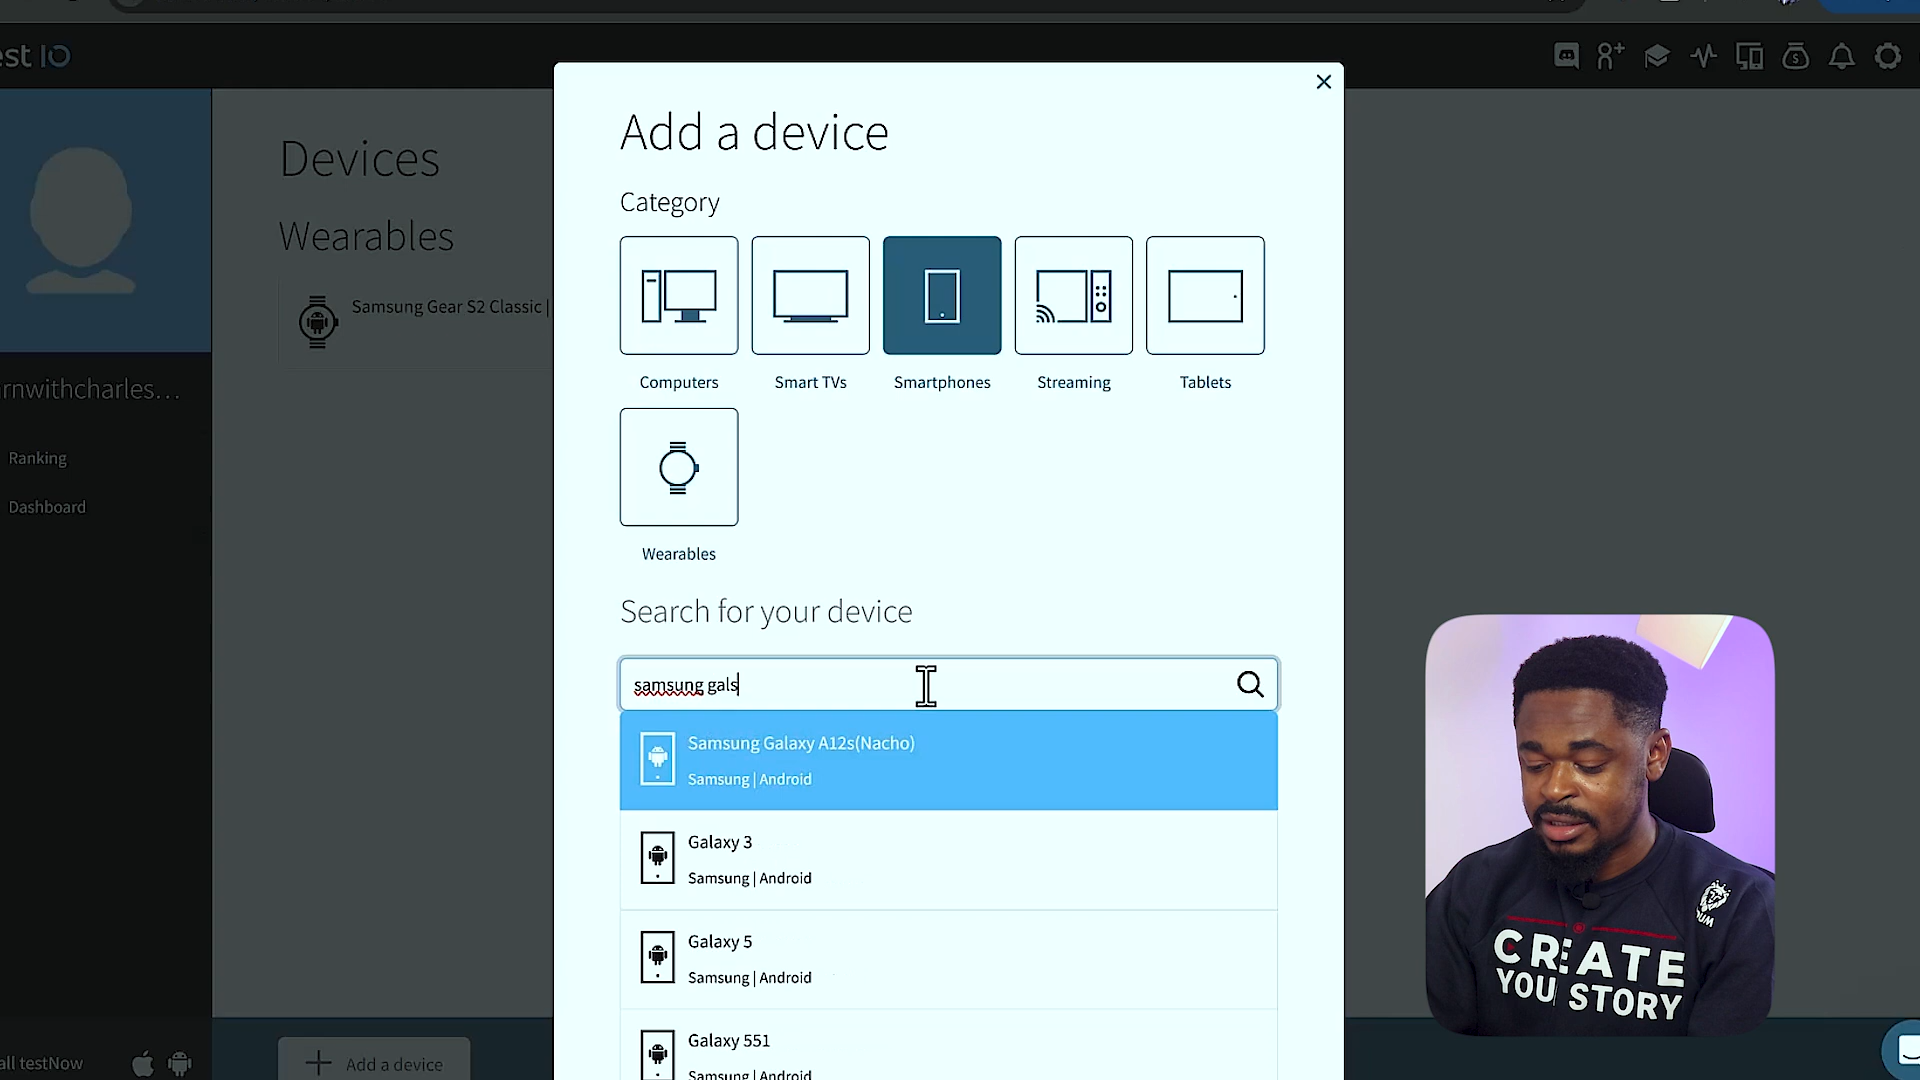 est IO
Add a device
Devices
Category
Wearables
Samsung Gear S2 Classic |
Computers
Smart TVs
Smartphones
Streaming
Tablets
rnwithcharles...
Ranking
Dashboard
Wearables
Search for your device
samsung gals
Samsung Galaxy A12s(Nacho)
Samsung | Android
Galaxy 3
Samsung | Android
Galaxy 5
Samsung | Android
Galaxy 551
Samsung | Android
all testNow
Add a device
CREATE
YOU STORY